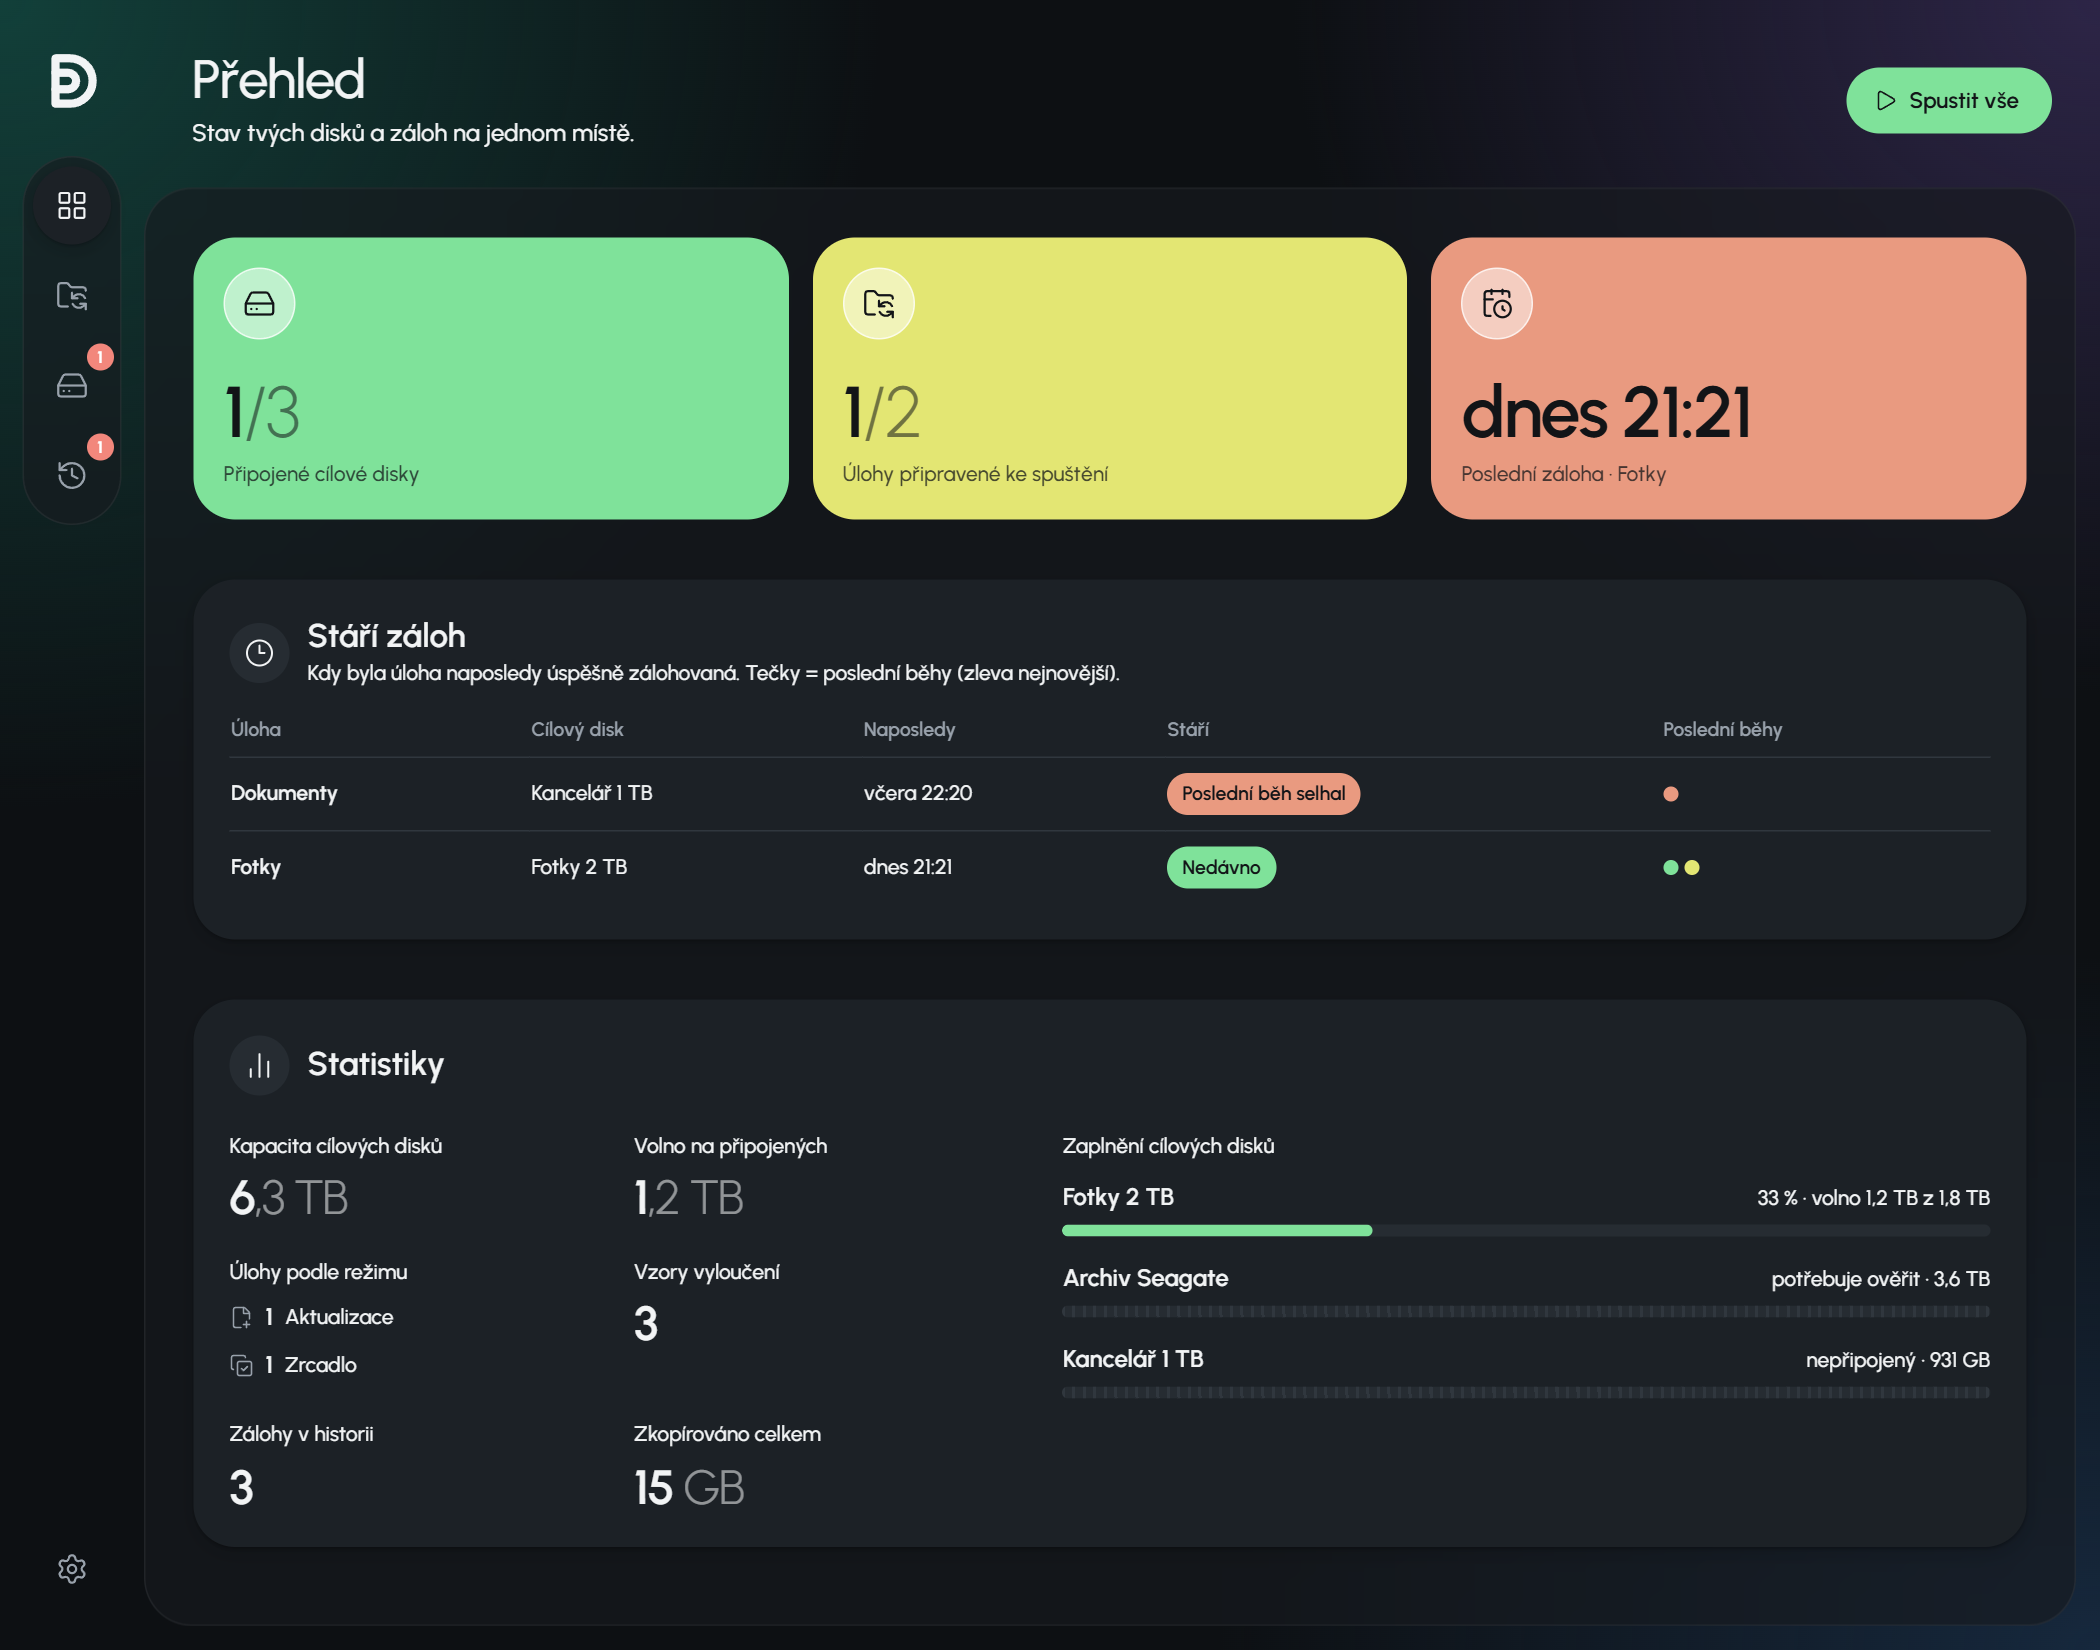 Přehled
Stav tvých disků a záloh na jednom místě.
Spustit vše
1
1
1/3
Připojené cílové disky
1/2
Úlohy připravené ke spuštění
dnes 21:21
Poslední záloha · Fotky
Stáří záloh
Kdy byla úloha naposledy úspěšně zálohovaná. Tečky = poslední běhy (zleva nejnovější).
Úloha Cílový disk Naposledy Stáří Poslední běhy
Dokumenty Kancelář 1 TB včera 22:20 Poslední běh selhal
Fotky Fotky 2 TB dnes 21:21 Nedávno
Statistiky
Kapacita cílových disků
6,3 TB
Volno na připojených
1,2 TB
Úlohy podle režimu
1 Aktualizace
1 Zrcadlo
Vzory vyloučení
3
Zálohy v historii
3
Zkopírováno celkem
15 GB
Zaplnění cílových disků
Fotky 2 TB 33 % · volno 1,2 TB z 1,8 TB
Archiv Seagate potřebuje ověřit · 3,6 TB
Kancelář 1 TB nepřipojený · 931 GB